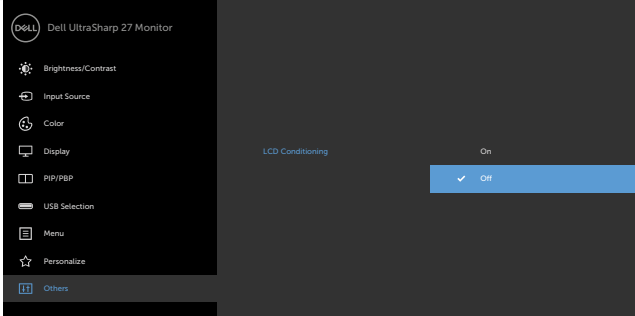 DELL Dell UltraSharp 27 Monitor
Brightness/Contrast
Input Source
Color
Display
LCD Conditioning On
PIP/PBP
Off
USB Selection
Menu
Personalize
Others